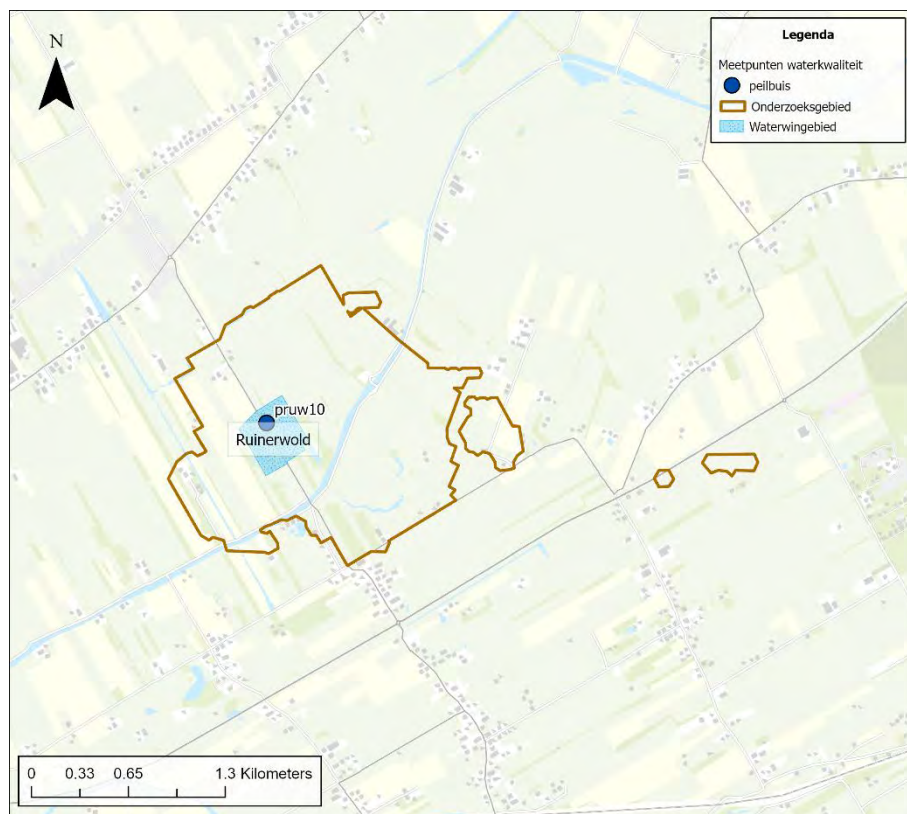 N
Legenda
Meetpunten waterkwaliteit
peilbuis
Onderzoeksgebied
Waterwingebied
pruw10
Ruinerwold
0 0.33 0.65 1.3 Kilometers